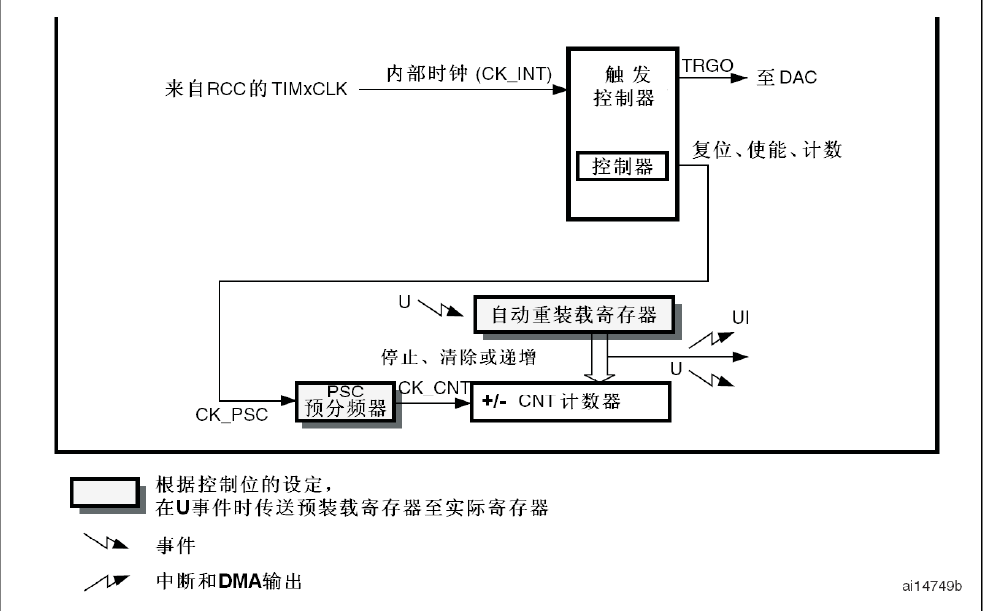 来自RCC的TIMxCLK
内部时钟 (CK_INT)
触 发
控制器
控制器
TRGO
至DAC
复位、使能、计数
U
自动重装载寄存器
UI
停止、清除或递增
U
CK_PSC
PSC
预分频器
CK_CNT
+/- CNT计数器
根据控制位的设定，
在U事件时传送预装载寄存器至实际寄存器
事件
中断和DMA输出
ai14749b